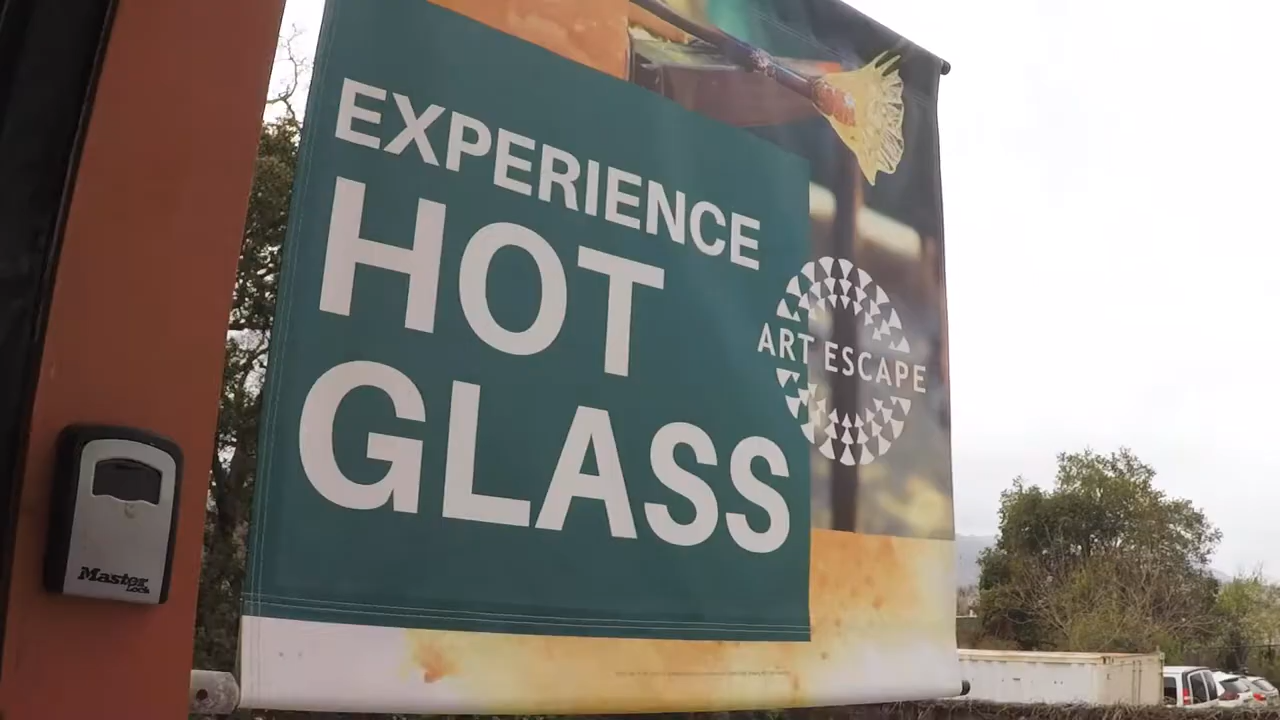 EXPERIENCE
HOT
GLASS
ART ESCAPE
Master
Lock